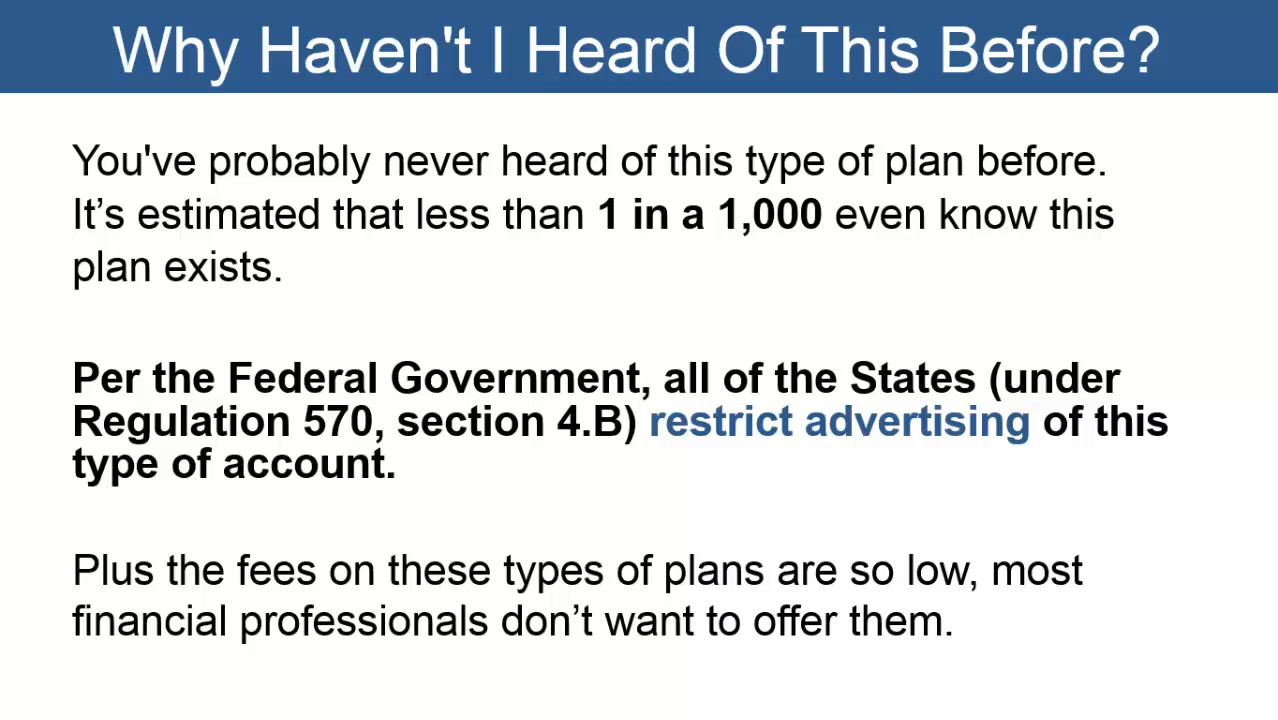 Why Haven't I Heard Of This Before?
You've probably never heard of this type of plan before.
It’s estimated that less than 1 in a 1,000 even know this
plan exists.
Per the Federal Government, all of the States (under
Regulation 570, section 4.B) restrict advertising of this
type of account.
Plus the fees on these types of plans are so low, most
financial professionals don’t want to offer them.